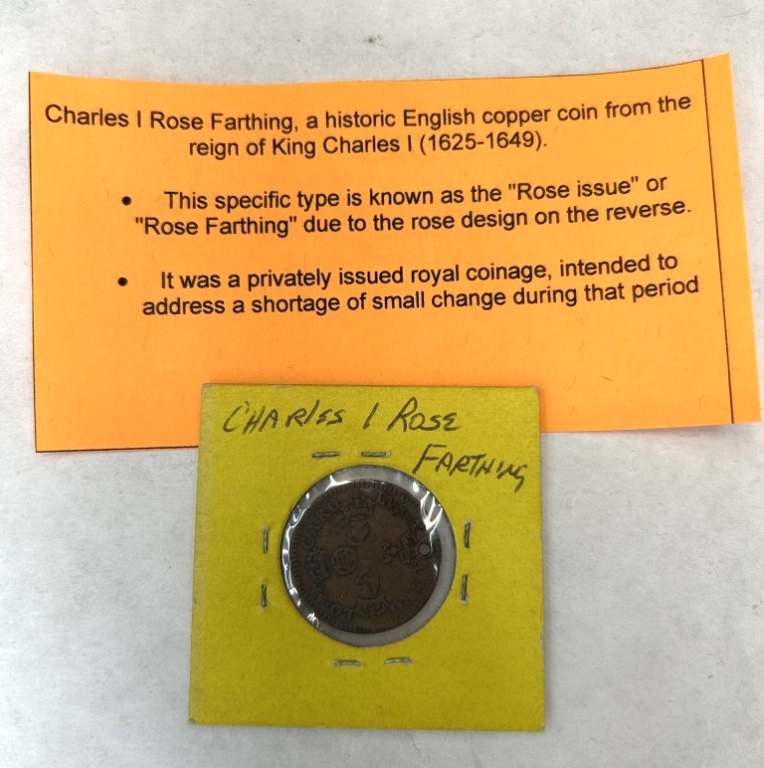 Charles I Rose Farthing, a historic English copper coin from the
reign of King Charles I (1625-1649).
• This specific type is known as the "Rose issue" or
"Rose Farthing" due to the rose design on the reverse.
• It was a privately issued royal coinage, intended to
address a shortage of small change during that period
CHARLES I ROSE
FARTHING